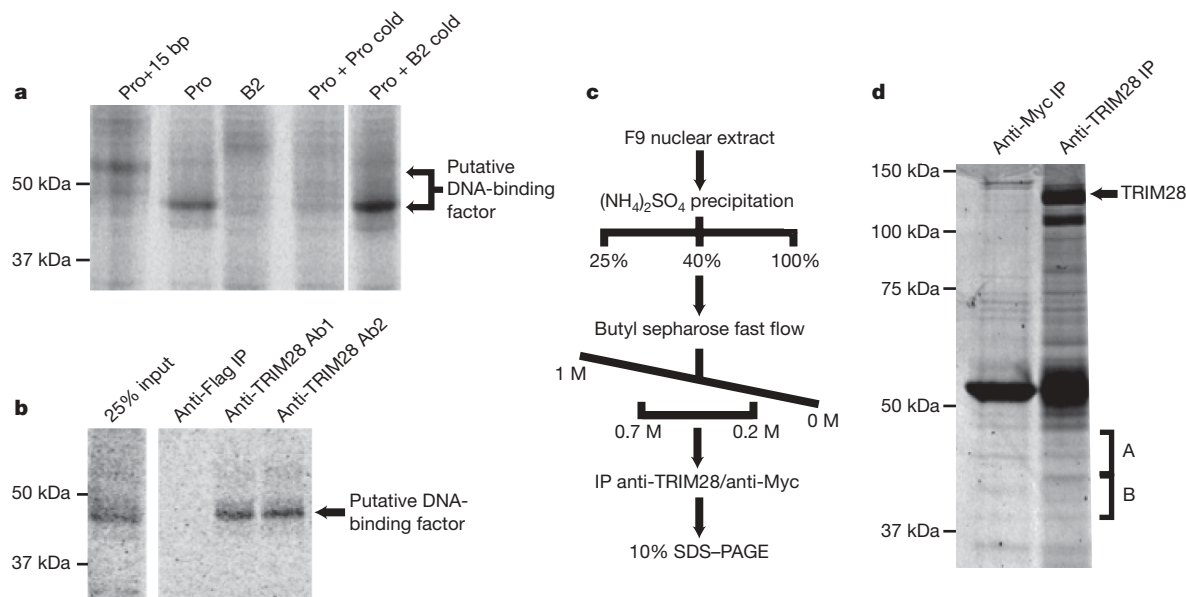 a
Pro+15 bp
Pro
B2
Pro + Pro cold
Pro + B2 cold
50 kDa
37 kDa
Putative
DNA-binding
factor
b
25% input
Anti-Flag IP
Anti-TRIM28 Ab1
Anti-TRIM28 Ab2
50 kDa
37 kDa
Putative DNA-
binding factor
c
F9 nuclear extract
(NH₄)₂SO₄ precipitation
25% 40% 100%
Butyl sepharose fast flow
1 M
0 M
0.7 M 0.2 M
IP anti-TRIM28/anti-Myc
10% SDS–PAGE
d
Anti-Myc IP
Anti-TRIM28 IP
150 kDa
TRIM28
100 kDa
75 kDa
50 kDa
A
B
37 kDa